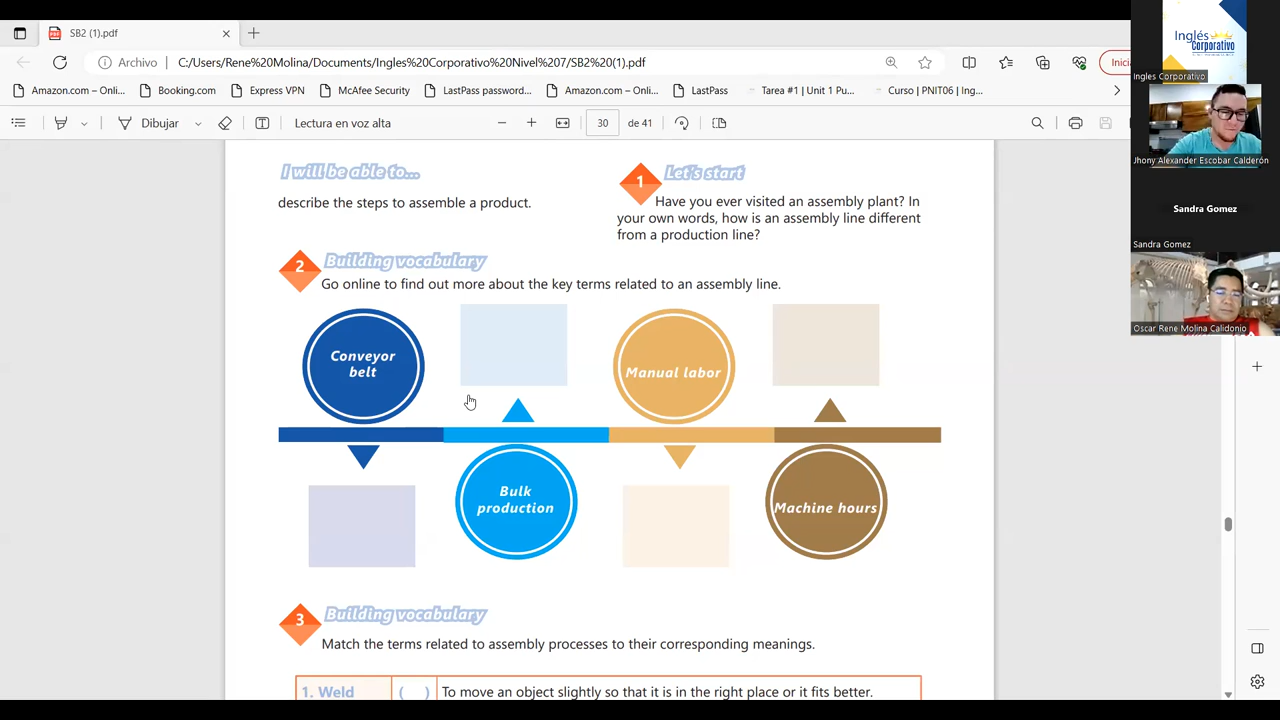 SB2 (1).pdf
Archivo
C:/Users/Rene%20Molina/Documents/Ingles%20Corporativo%20Nivel%207/SB2%20(1).pdf
Inicia
Amazon.com – Onli...
Booking.com
Express VPN
McAfee Security
LastPass password...
Amazon.com – Onli...
LastPass
Tarea #1 | Unit 1 Pu...
Curso | PNIT06 | Ing...
Dibujar
Lectura en voz alta
30
de 41
I will be able to...
describe the steps to assemble a product.
1
Let's start
Have you ever visited an assembly plant? In
your own words, how is an assembly line different
from a production line?
2
Building vocabulary
Go online to find out more about the key terms related to an assembly line.
Conveyor
belt
Manual labor
Bulk
production
Machine hours
3
Building vocabulary
Match the terms related to assembly processes to their corresponding meanings.
1. Weld
( )
To move an object slightly so that it is in the right place or it fits better.
Inglés
Corporativo
Ingles Corporativo
Jhony Alexander Escobar Calderón
Sandra Gomez
Sandra Gomez
Oscar Rene Molina Calidonio